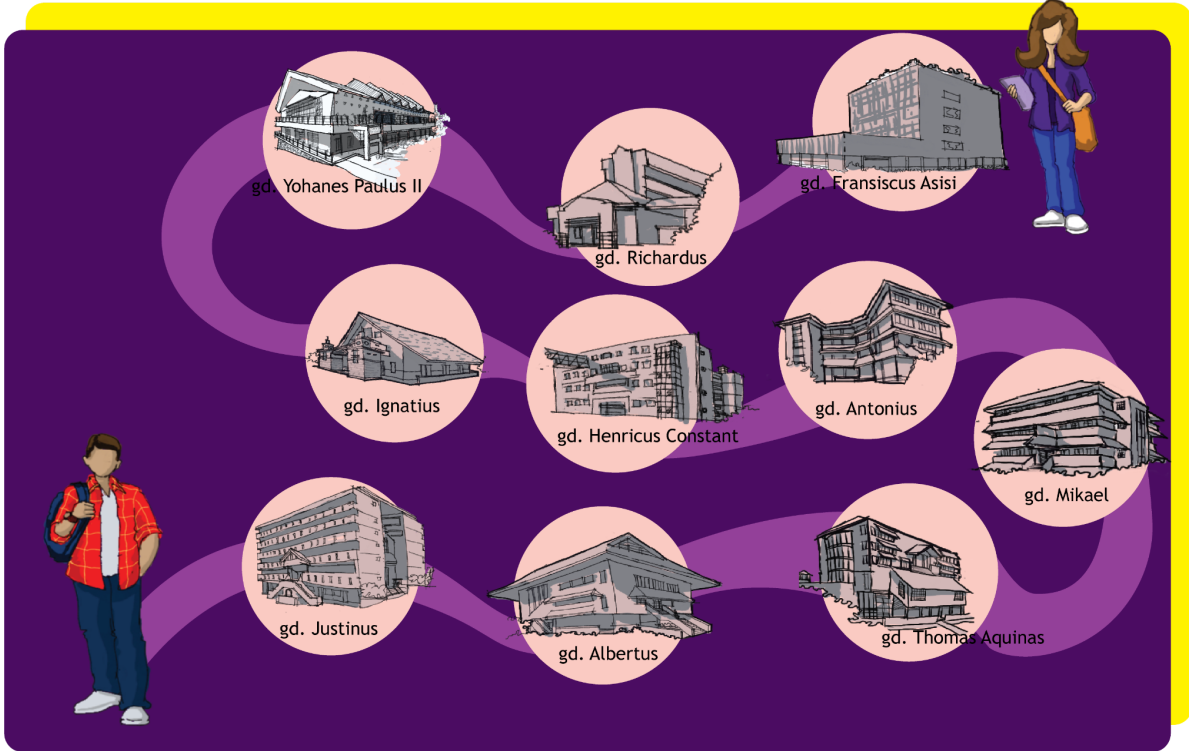 gd. Yohanes Paulus II
gd. Richardus
gd. Fransiscus Asisi
gd. Ignatius
gd. Henricus Constant
gd. Antonius
gd. Mikael
gd. Justinus
gd. Albertus
gd. Thomas Aquinas